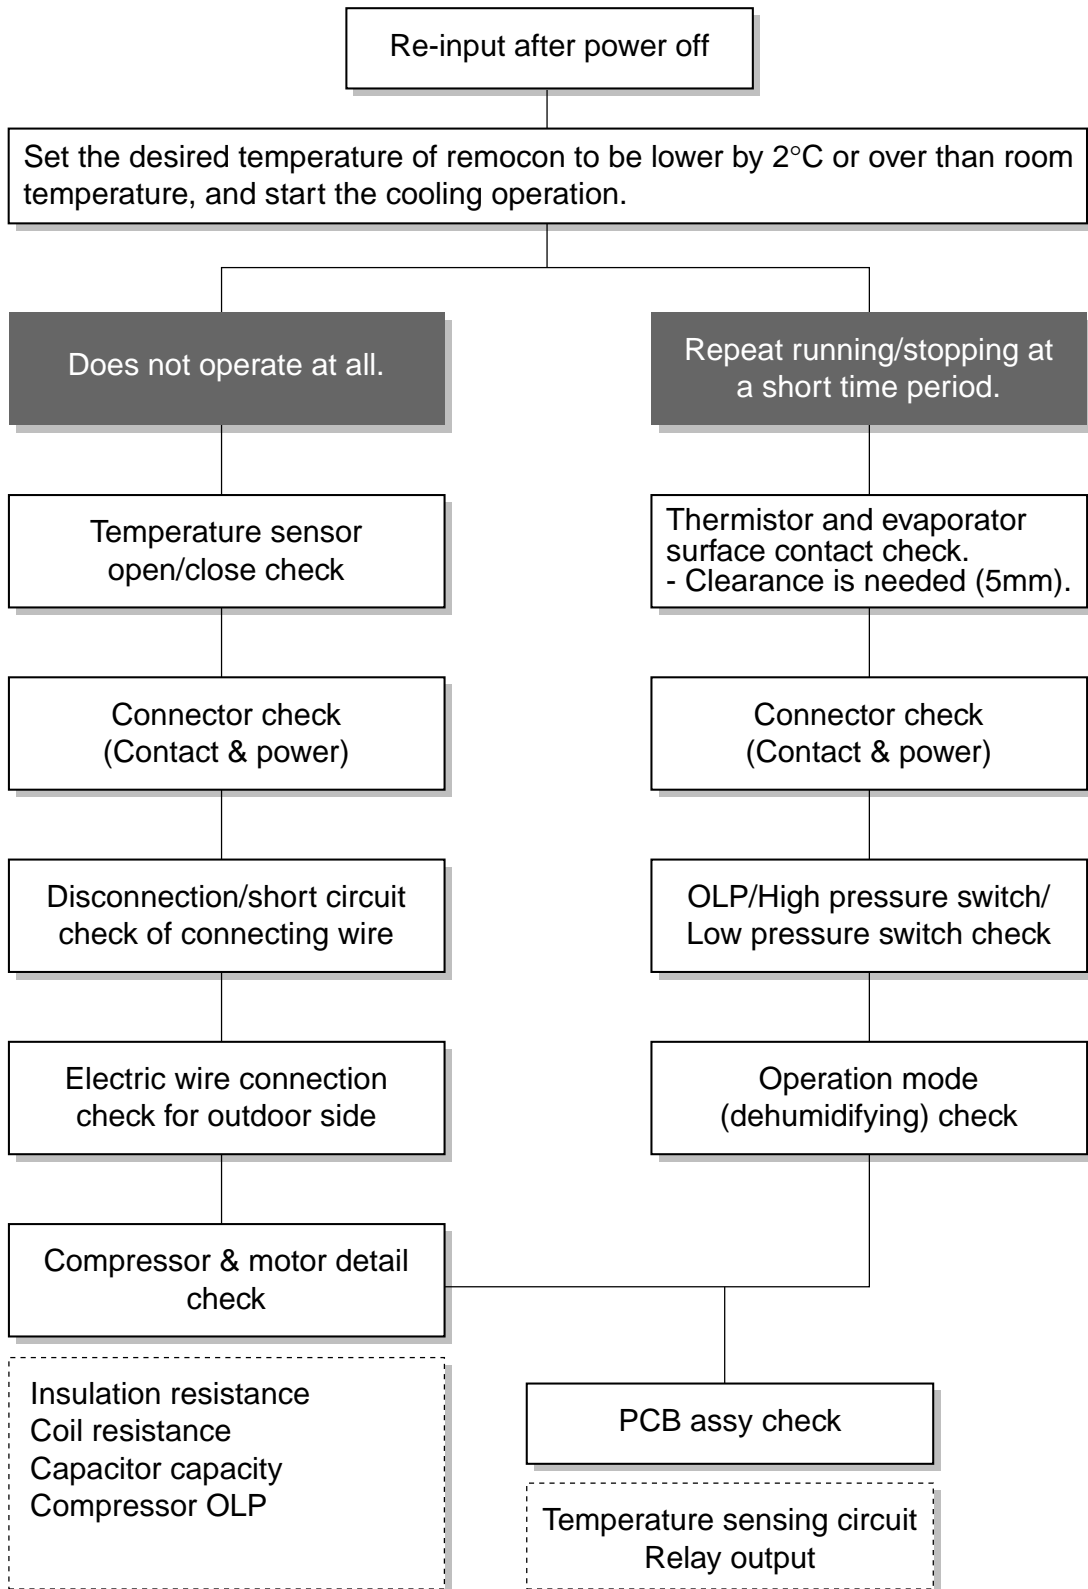 Re-input after power off
Set the desired temperature of remocon to be lower by 2°C or over than room
temperature, and start the cooling operation.
Does not operate at all.
Repeat running/stopping at
a short time period.
Temperature sensor
open/close check
Thermistor and evaporator
surface contact check.
- Clearance is needed (5mm).
Connector check
(Contact & power)
Connector check
(Contact & power)
Disconnection/short circuit
check of connecting wire
OLP/High pressure switch/
Low pressure switch check
Electric wire connection
check for outdoor side
Operation mode
(dehumidifying) check
Compressor & motor detail
check
Insulation resistance
Coil resistance
Capacitor capacity
Compressor OLP
PCB assy check
Temperature sensing circuit
Relay output